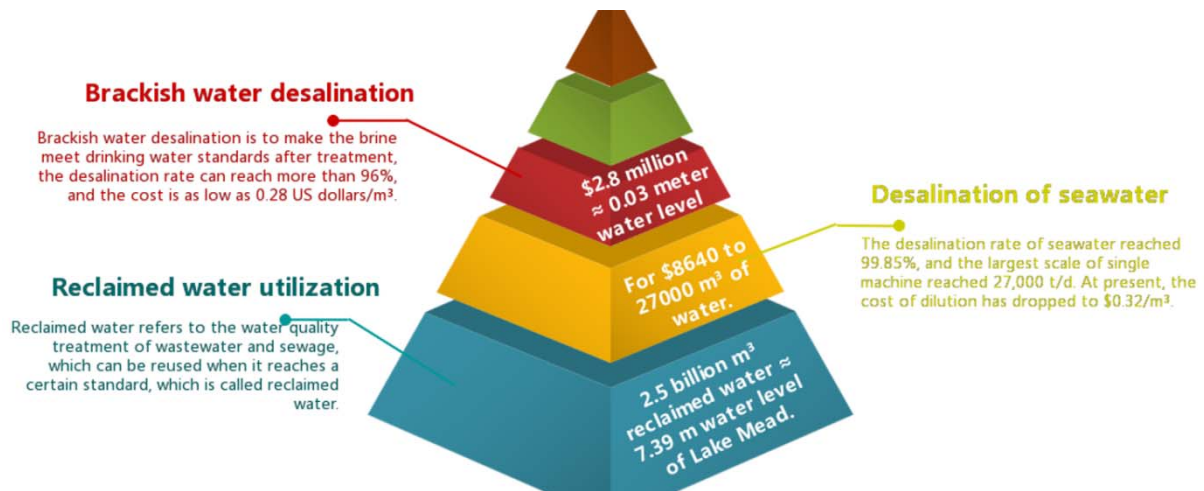 Brackish water desalination
Brackish water desalination is to make the brine
meet drinking water standards after treatment,
the desalination rate can reach more than 96%,
and the cost is as low as 0.28 US dollars/m³.
$2.8 million
≈ 0.03 meter
water level
Desalination of seawater
The desalination rate of seawater reached
99.85%, and the largest scale of single
machine reached 27,000 t/d. At present, the
cost of dilution has dropped to $0.32/m³.
For $8640 to
27000 m³ of
water.
Reclaimed water utilization
Reclaimed water refers to the water quality
treatment of wastewater and sewage,
which can be reused when it reaches a
certain standard, which is called reclaimed
water.
2.5 billion m³
reclaimed water ≈
7.39 m water level
of Lake Mead.